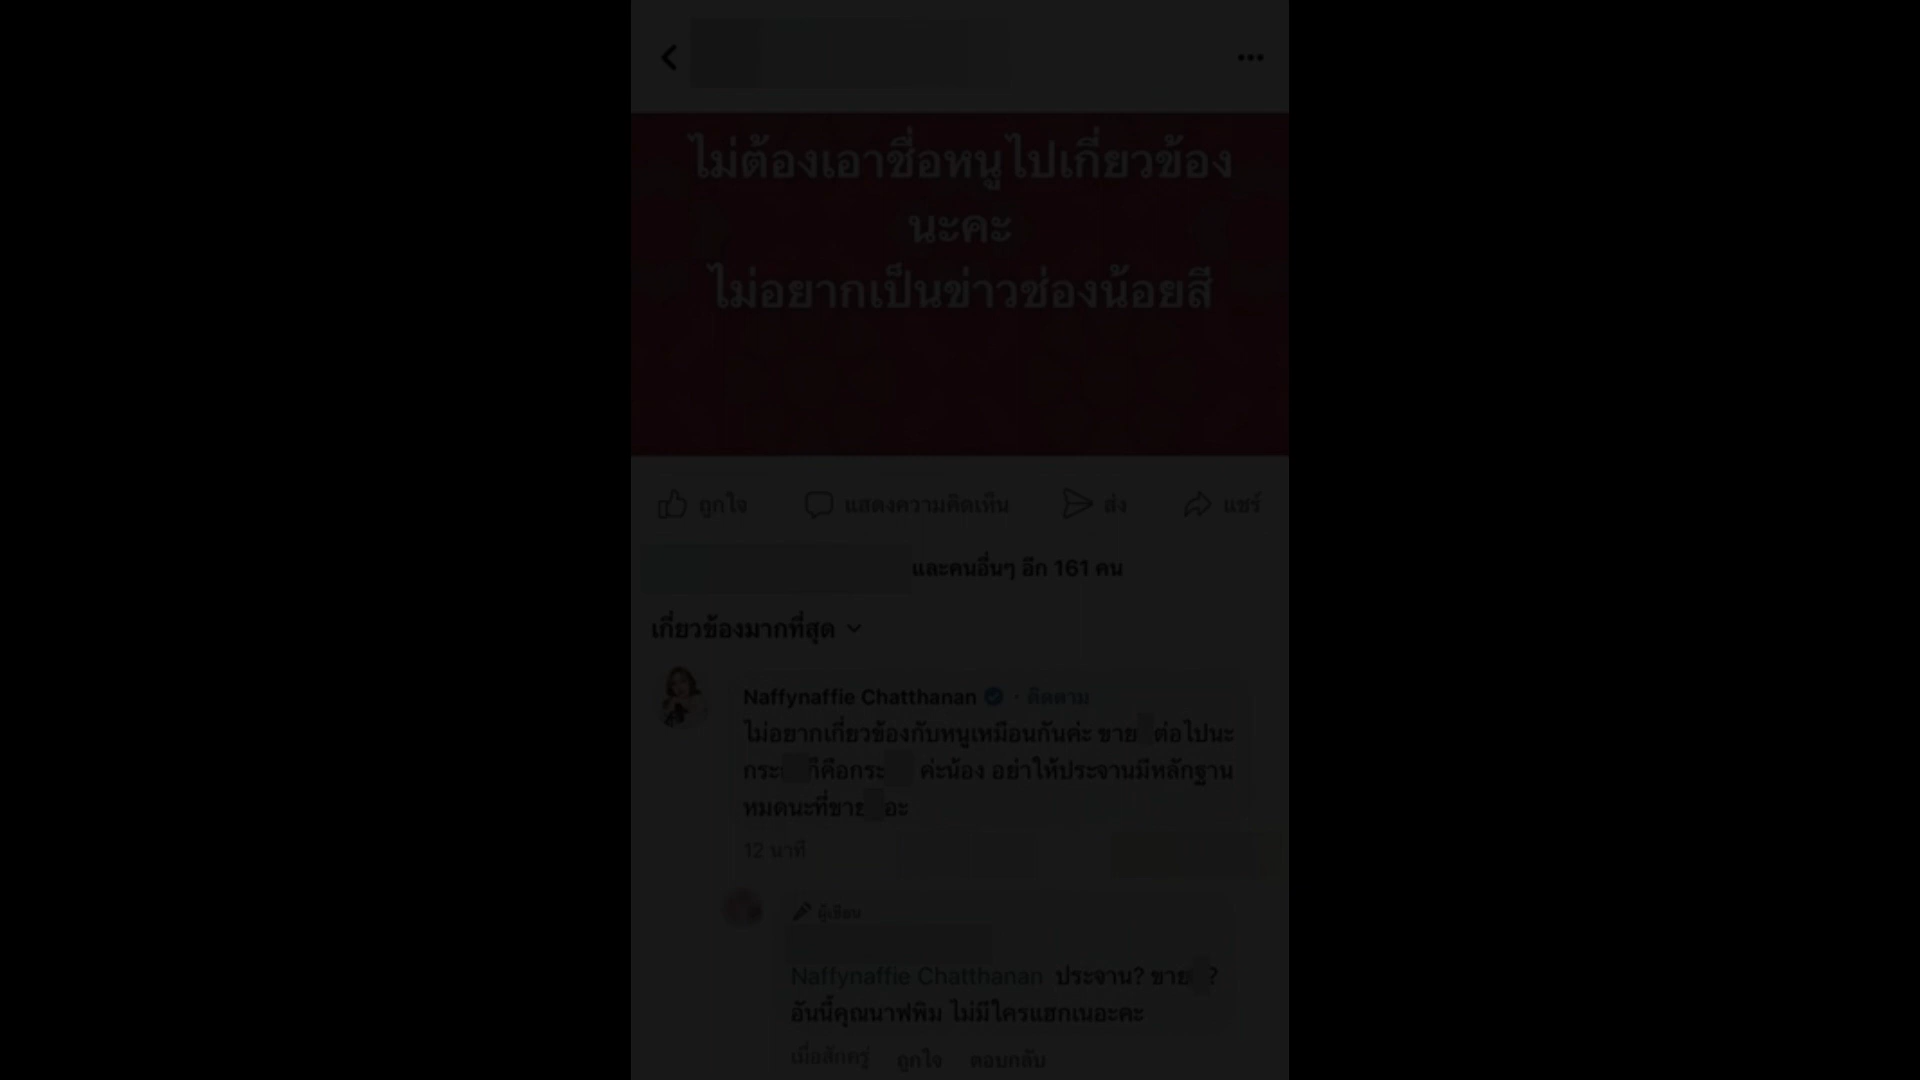 ไม่ต้องเอาชื่อหนูไปเกี่ยวข้อง
นะคะ
ไม่อยากเป็นข่าวช่องน้อยสี
ถูกใจ แสดงความคิดเห็น ส่ง แชร์
และคนอื่นๆ อีก 161 คน
เกี่ยวข้องมากที่สุด
Naffynaffie Chatthanan · ติดตาม
ไม่อยากเกี่ยวข้องกับหนูเหมือนกันค่ะ ขาย ต่อไปนะ
กระ ก็คือกระ ค่ะน้อง อย่าให้ประจานมีหลักฐาน
หมดนะที่ขาย อะ
12 นาที
ผู้เขียน
Naffynaffie Chatthanan ประจาน? ขาย ?
อันนี้คุณนาฟพิม ไม่มีใครแฮกเนอะคะ
เมื่อสักครู่ ถูกใจ ตอบกลับ